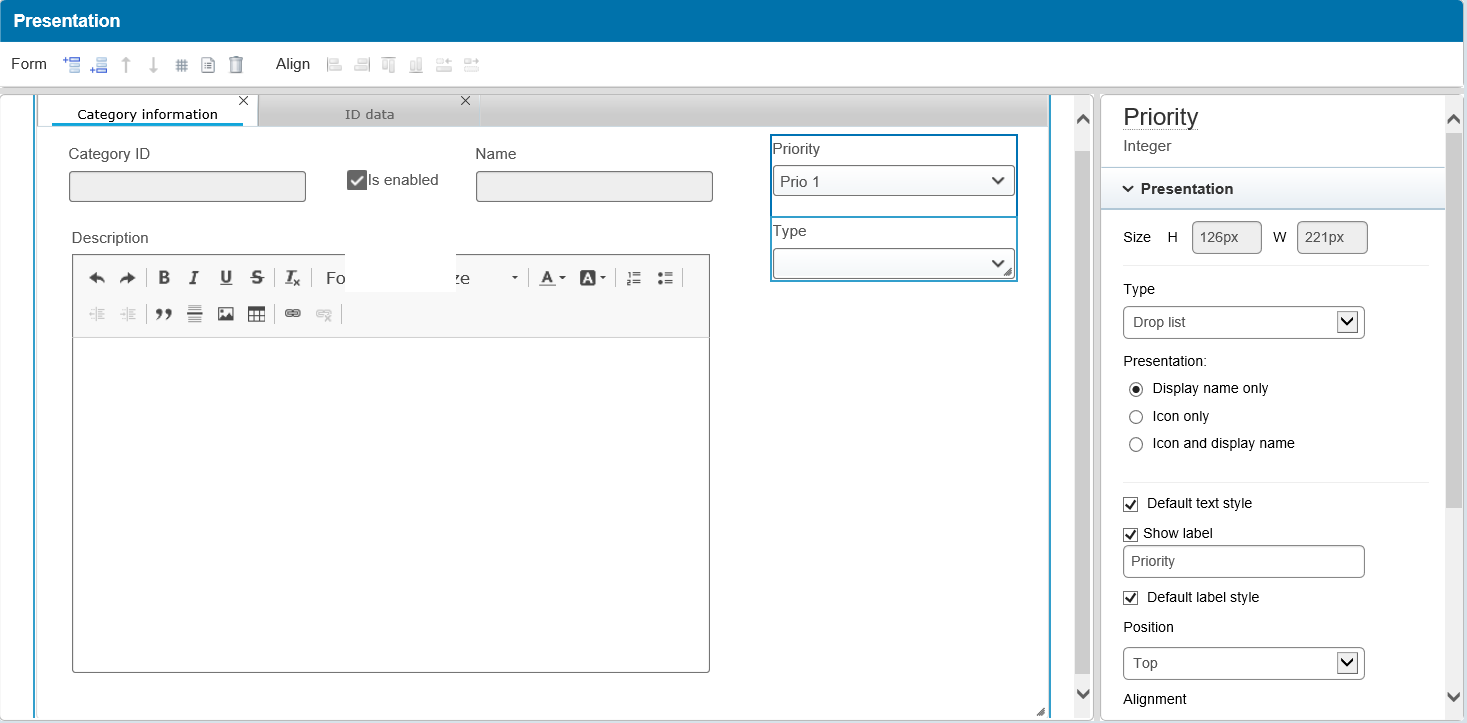 Presentation
Form Align
Category information ID data
Category ID
Is enabled
Name
Priority
Prio 1
Type
Description
B I U S Ix Fo ze A A
Priority
Integer
Presentation
Size H 126px W 221px
Type
Drop list
Presentation:
Display name only
Icon only
Icon and display name
Default text style
Show label
Priority
Default label style
Position
Top
Alignment